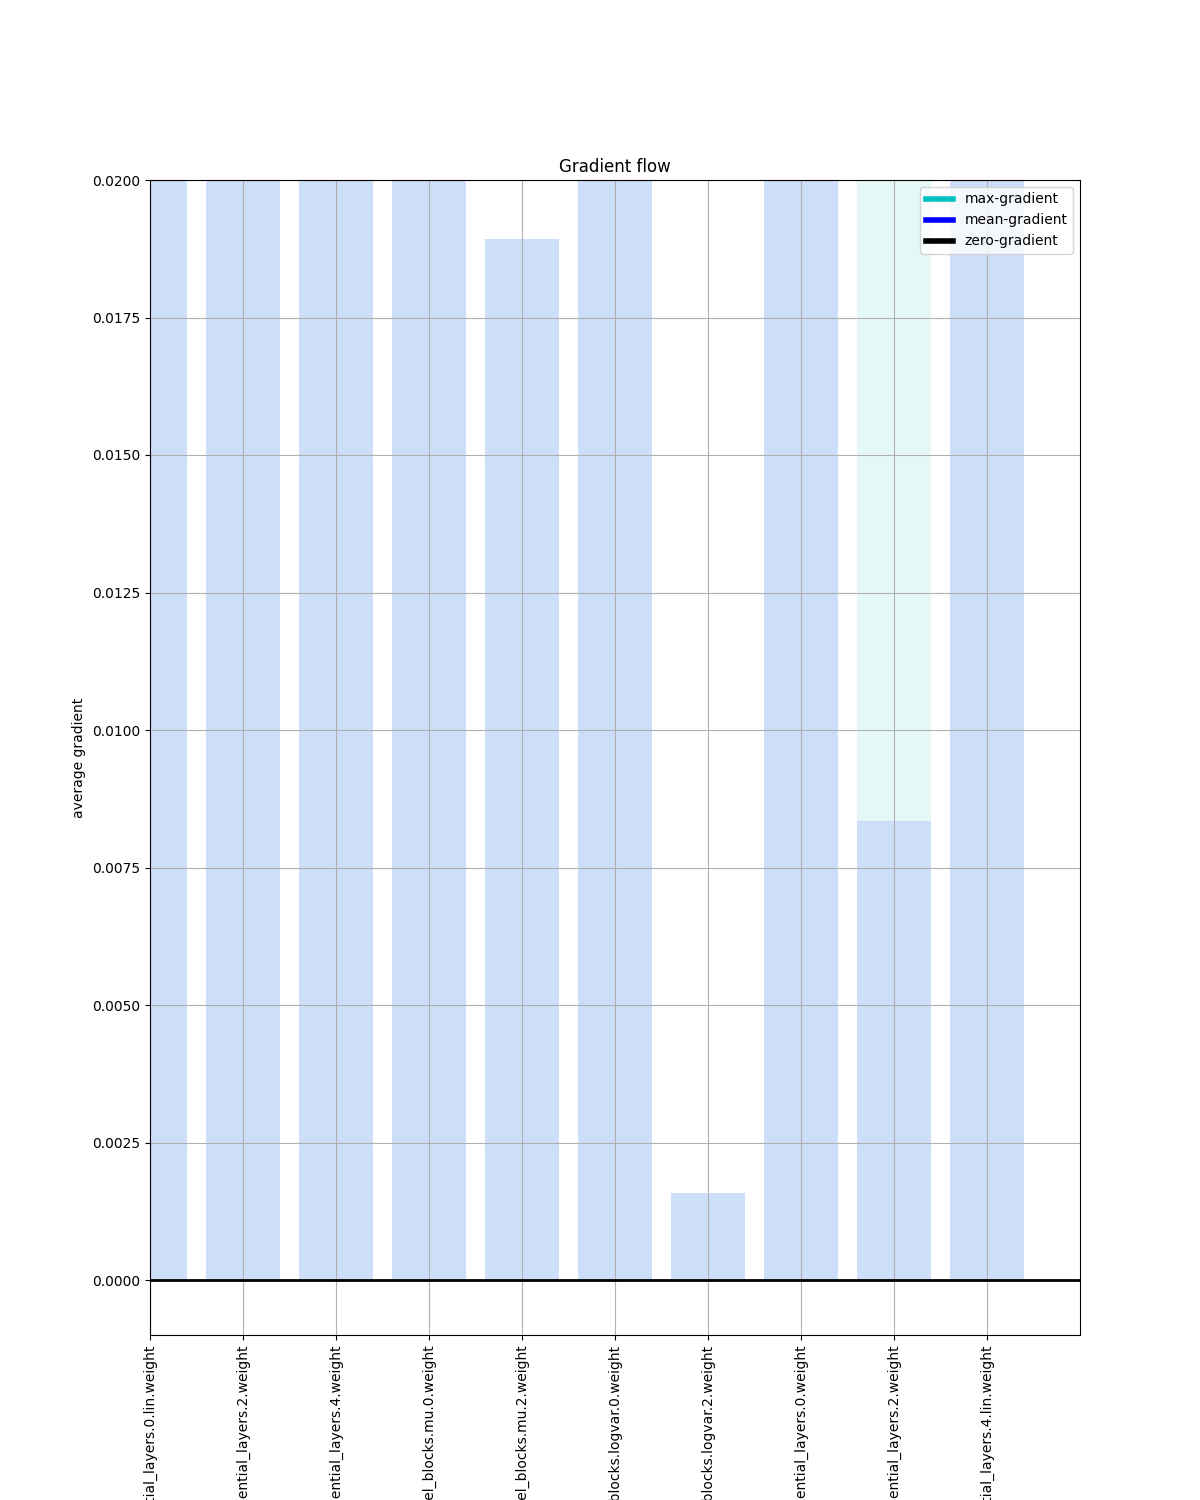 Gradient flow
max-gradient
mean-gradient
zero-gradient
average gradient
0.0200
0.0175
0.0150
0.0125
0.0100
0.0075
0.0050
0.0025
0.0000
tial_layers.0.lin.weight
ential_layers.2.weight
ential_layers.4.weight
el_blocks.mu.0.weight
el_blocks.mu.2.weight
blocks.logvar.0.weight
blocks.logvar.2.weight
ential_layers.0.weight
ential_layers.2.weight
tial_layers.4.lin.weight